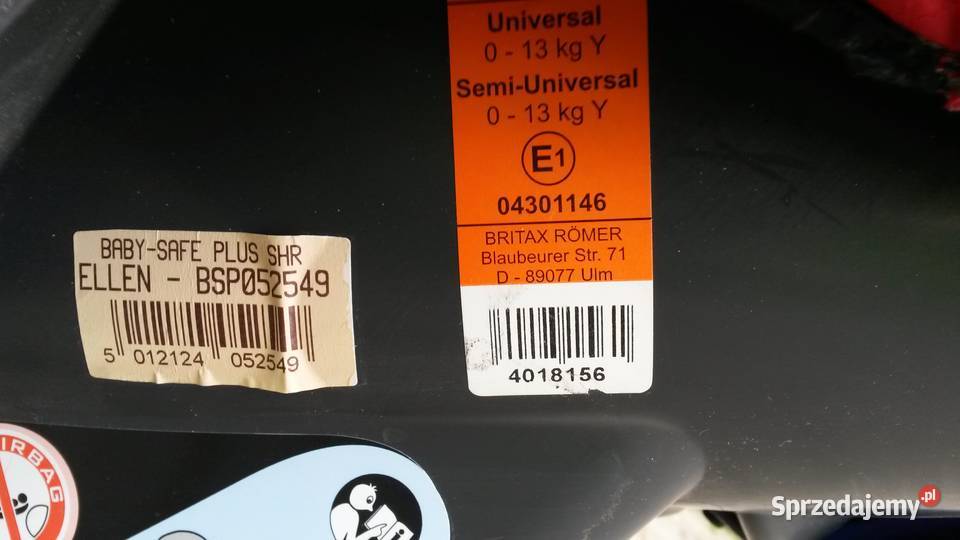 Universal
0 - 13 kg Y
Semi-Universal
0 - 13 kg Y
E1
04301146
BRITAX RÖMER
Blaubeurer Str. 71
D - 89077 Ulm
4018156
BABY-SAFE PLUS SHR
ELLEN - BSP052549
5 012124 052549
AIRBAG
Sprzedajemy.pl